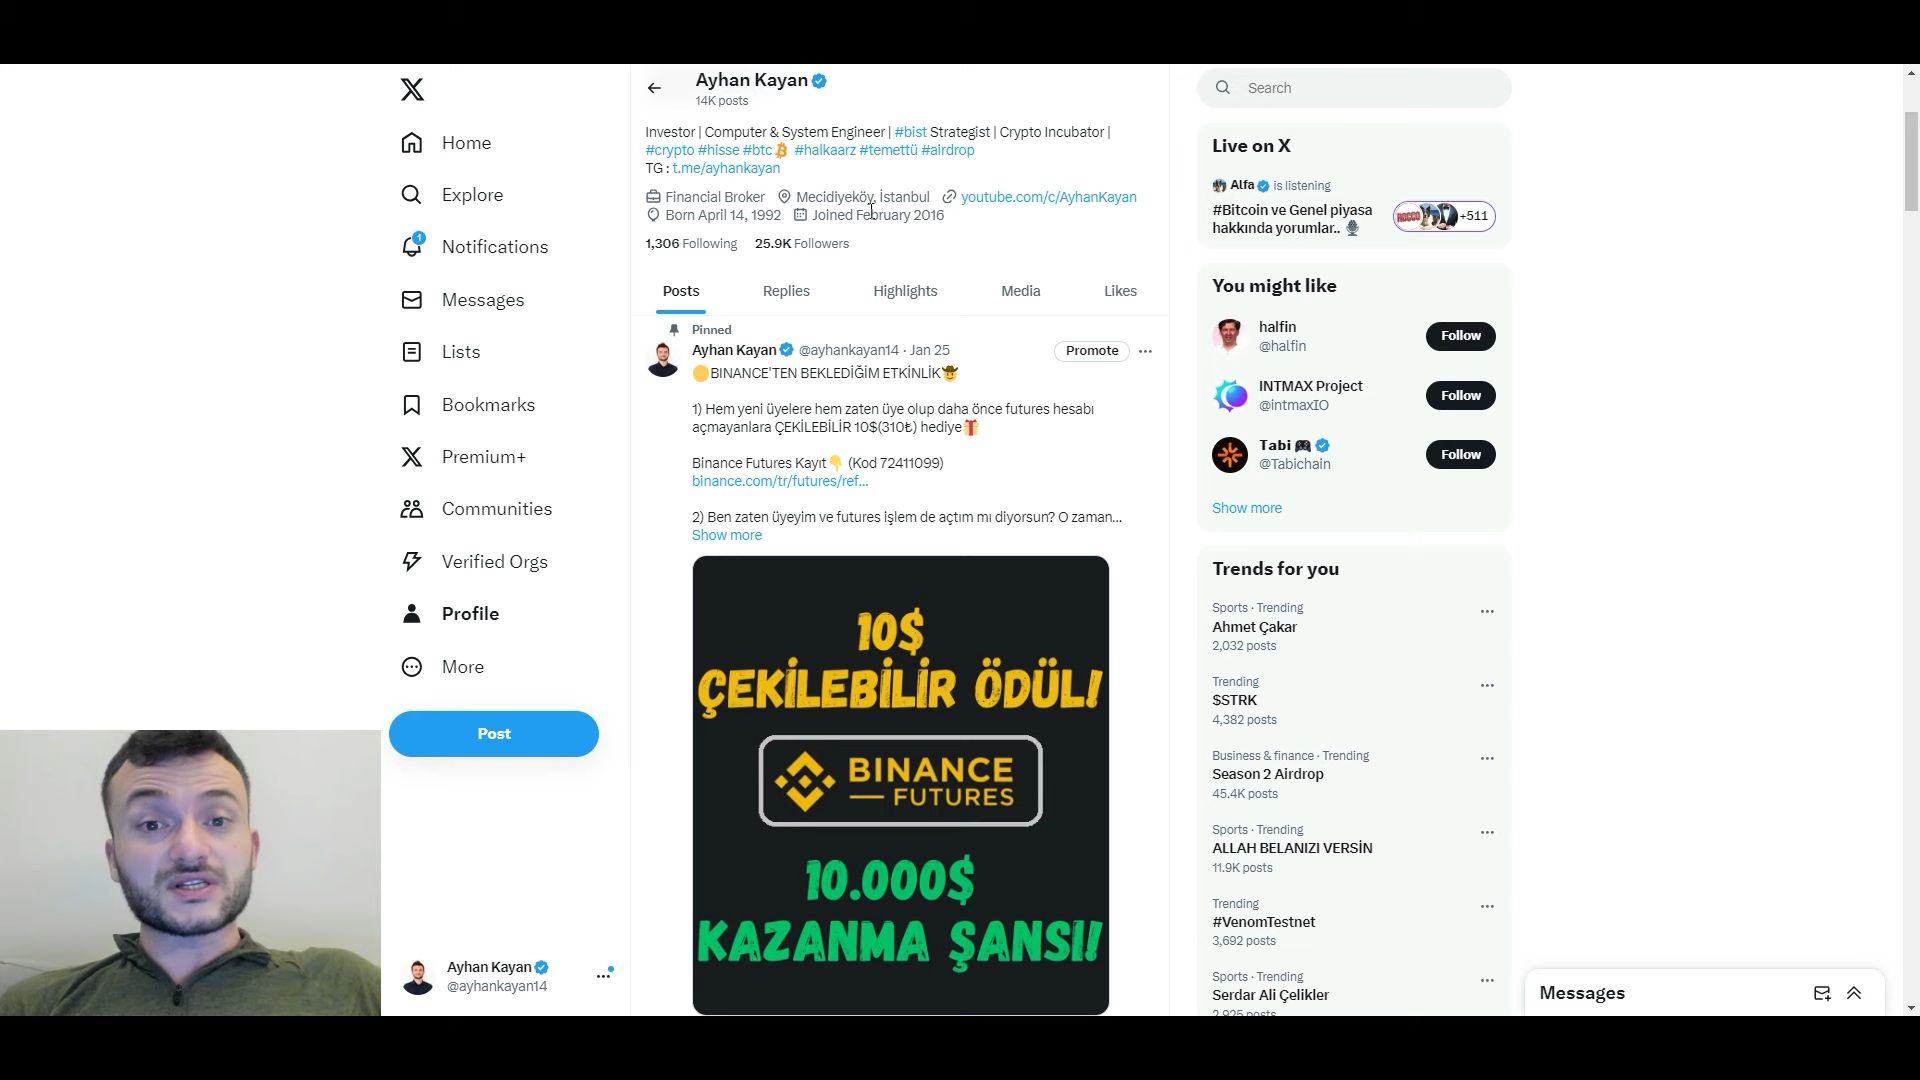 Home
Explore
1
Notifications
Messages
Lists
Bookmarks
Premium+
Communities
Verified Orgs
Profile
More
Post
Ayhan Kayan
@ayhankayan14
Ayhan Kayan
14K posts
Investor | Computer & System Engineer | #bist Strategist | Crypto Incubator |
#crypto #hisse #btc #halkaarz #temettü #airdrop
TG : t.me/ayhankayan
Financial Broker Mecidiyeköy, İstanbul youtube.com/c/AyhanKayan
Born April 14, 1992 Joined February 2016
1,306 Following 25.9K Followers
Posts Replies Highlights Media Likes
Pinned
Ayhan Kayan @ayhankayan14 · Jan 25 Promote
🟡BINANCE'TEN BEKLEDİĞİM ETKİNLİK🤠
1) Hem yeni üyelere hem zaten üye olup daha önce futures hesabı
açmayanlara ÇEKİLEBİLİR 10$(310₺) hediye🎁
Binance Futures Kayıt👇 (Kod 72411099)
binance.com/tr/futures/ref...
2) Ben zaten üyeyim ve futures işlem de açtım mı diyorsun? O zaman...
Show more
10$
ÇEKİLEBİLİR ÖDÜL!
BINANCE
FUTURES
10.000$
KAZANMA ŞANSI!
Search
Live on X
Alfa is listening
#Bitcoin ve Genel piyasa
hakkında yorumlar.. 🎙
ROCCO
+511
You might like
halfin
@halfin
Follow
INTMAX Project
@intmaxIO
Follow
Tabi 🎮
@Tabichain
Follow
Show more
Trends for you
Sports · Trending
Ahmet Çakar
2,032 posts
Trending
$STRK
4,382 posts
Business & finance · Trending
Season 2 Airdrop
45.4K posts
Sports · Trending
ALLAH BELANIZI VERSİN
11.9K posts
Trending
#VenomTestnet
3,692 posts
Sports · Trending
Serdar Ali Çelikler
2,925 posts
Messages